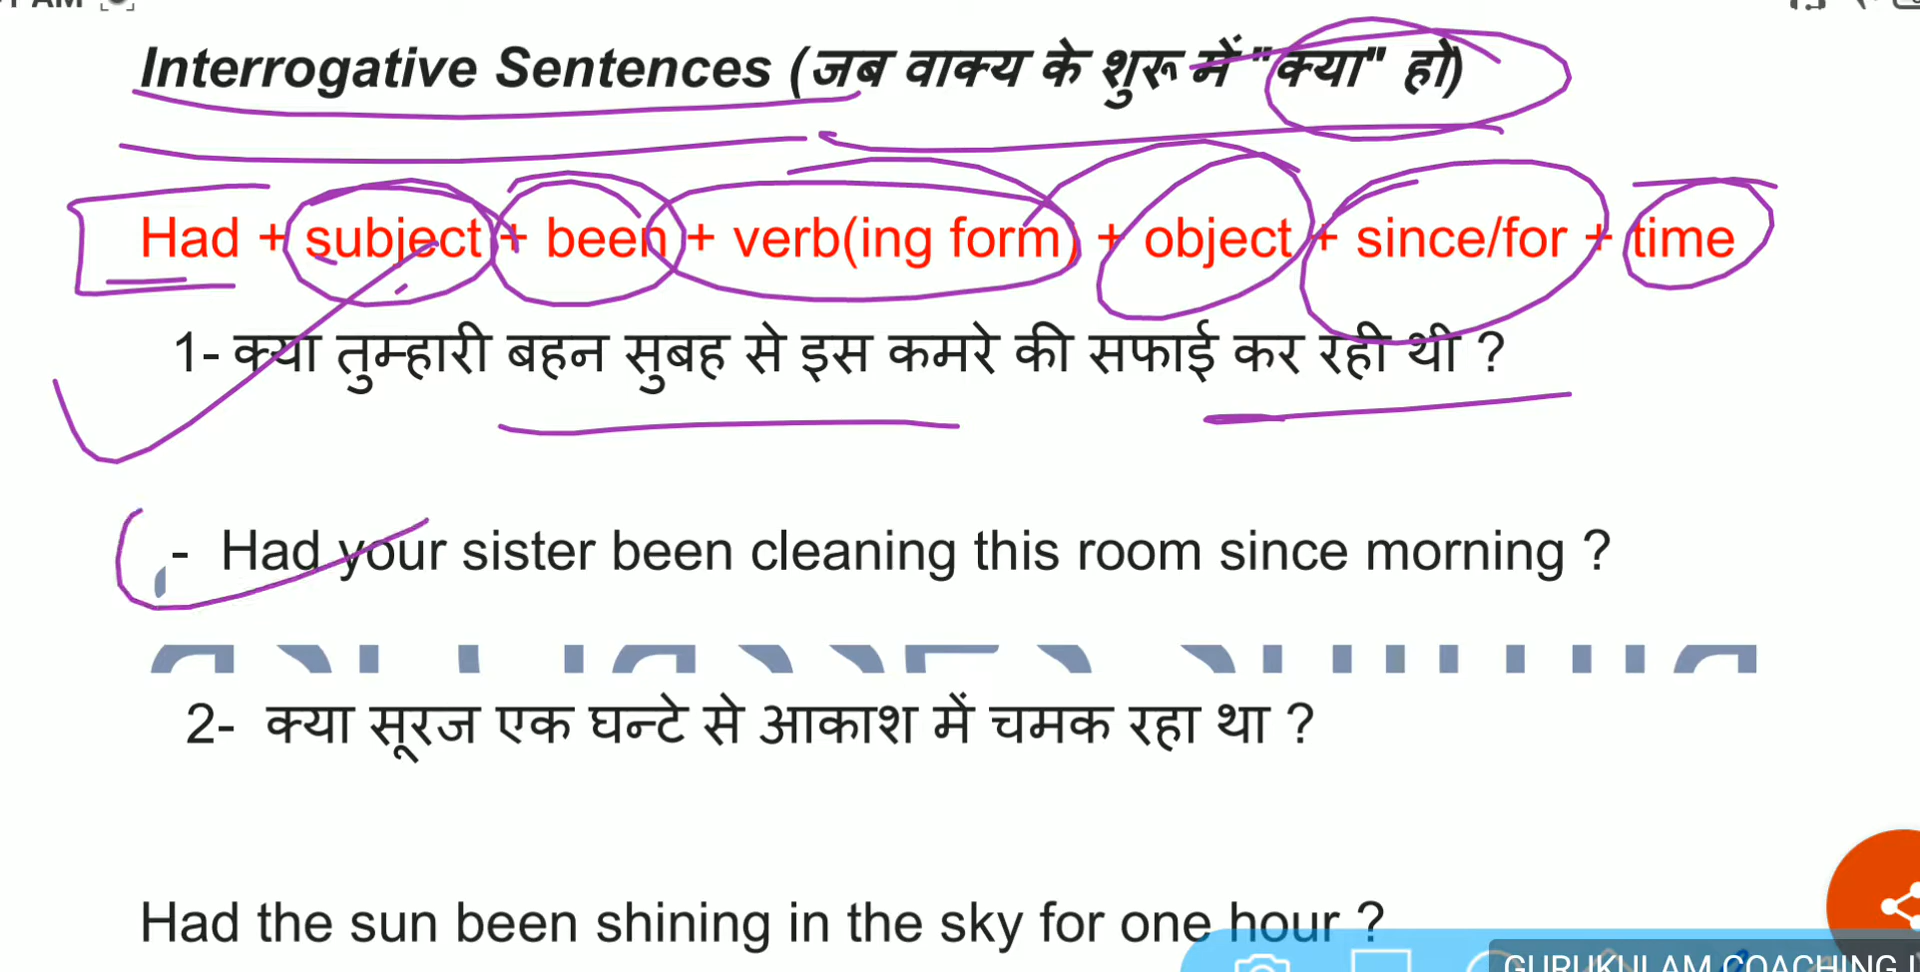 AM
Interrogative Sentences (जब वाक्य के शुरू में "क्या" हो)
Had + subject + been + verb(ing form) + object + since/for + time
1- क्या तुम्हारी बहन सुबह से इस कमरे की सफाई कर रही थी ?
- Had your sister been cleaning this room since morning ?
2- क्या सूरज एक घन्टे से आकाश में चमक रहा था ?
Had the sun been shining in the sky for one hour ?
GURUKULAM COACHING